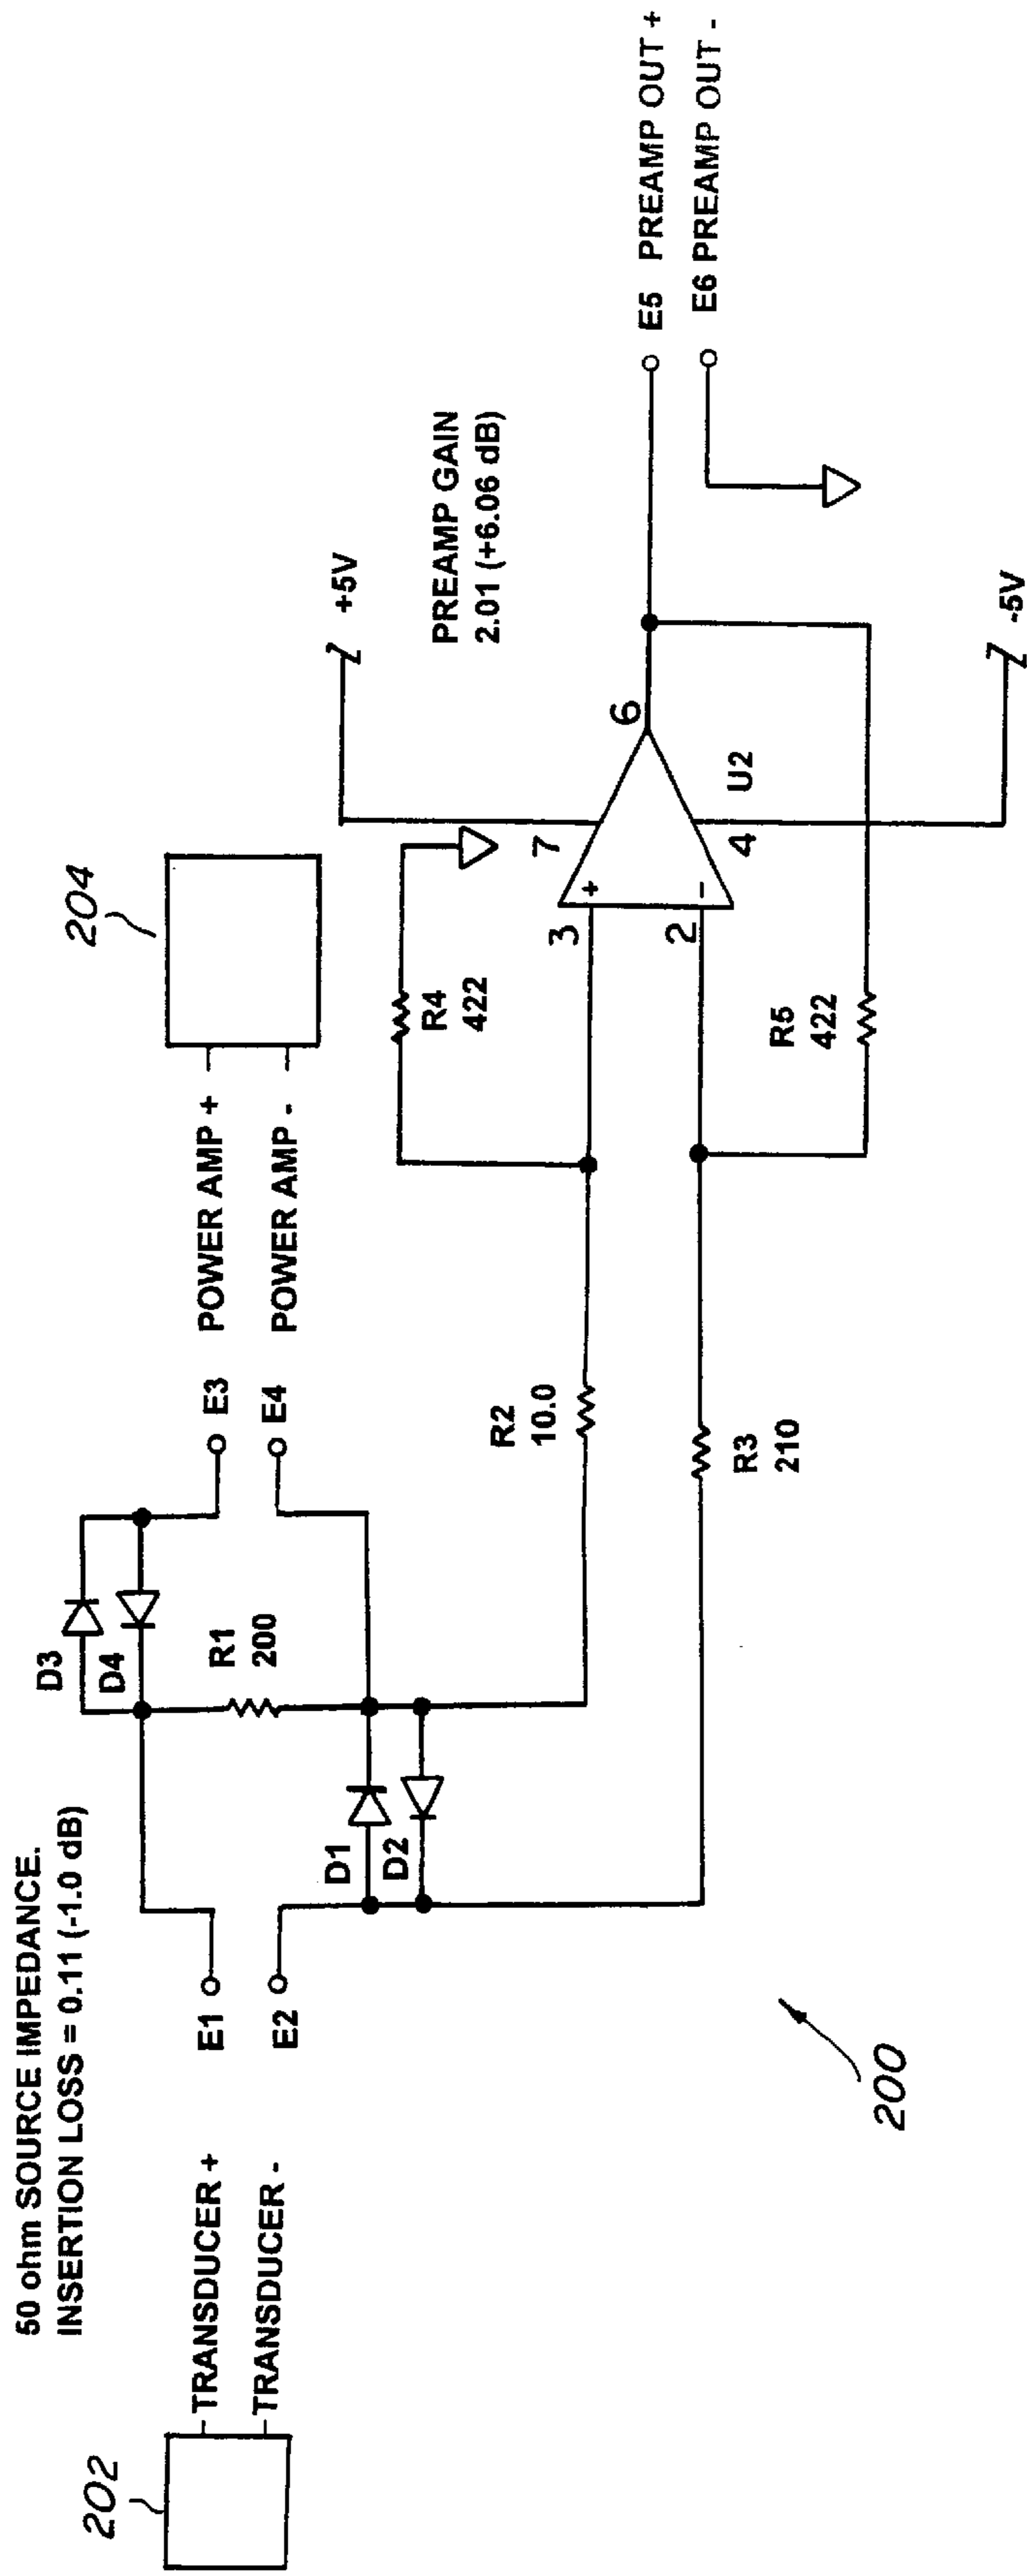 50 ohm SOURCE IMPEDANCE.
INSERTION LOSS = 0.11 (-1.0 dB)
202
TRANSDUCER +
TRANSDUCER -
E1
E2
D3
D4
R1
200
D1
D2
E3
E4
POWER AMP +
POWER AMP -
204
R2
10.0
R3
210
R4
422
R5
422
3
2
+
-
7
4
6
U2
+5V
-5V
PREAMP GAIN
2.01 (+6.06 dB)
E5 PREAMP OUT +
E6 PREAMP OUT -
200